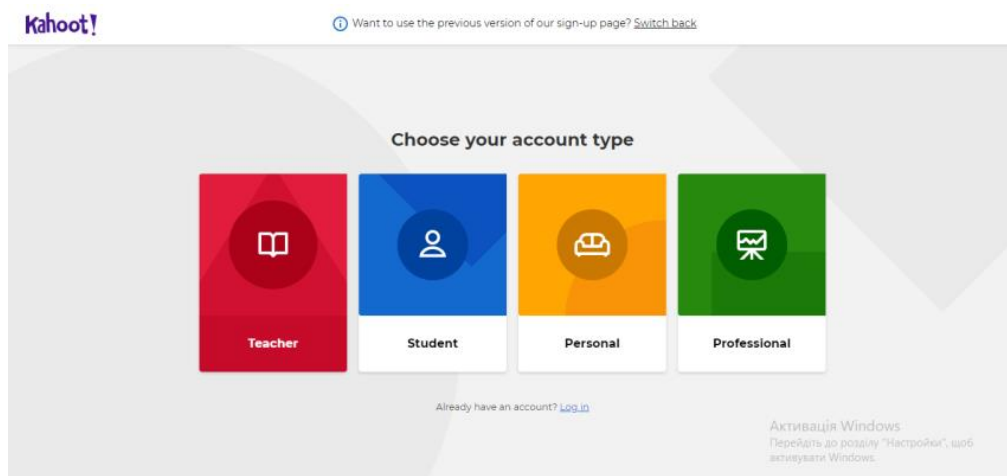 Kahoot!
Want to use the previous version of our sign-up page? Switch back
Choose your account type
Teacher
Student
Personal
Professional
Already have an account? Log in
Активація Windows
Перейдіть до розділу "Настройки", щоб
активувати Windows.